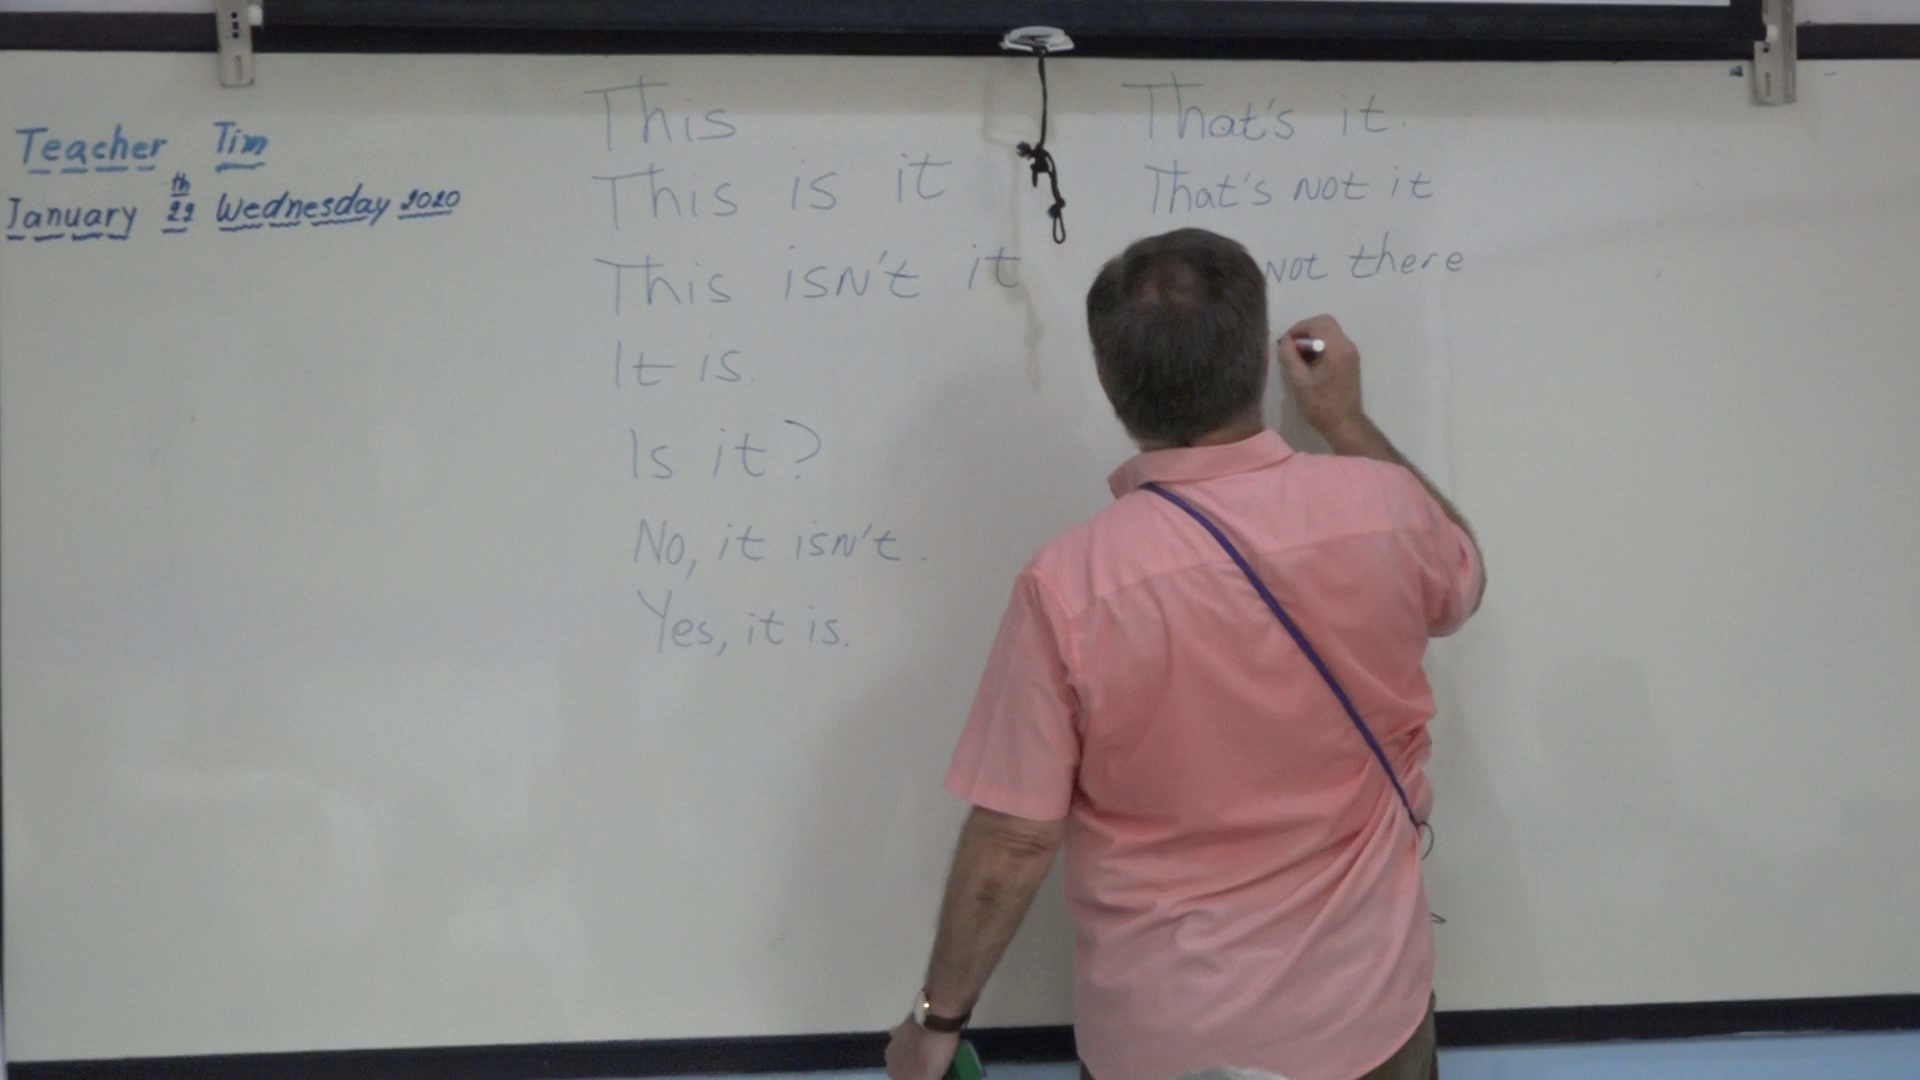 Teacher Tim
January 29th Wednesday 2020
This
This is it
This isn't it
It is.
Is it?
No, it isn't.
Yes, it is.
That's it.
That's not it
not there